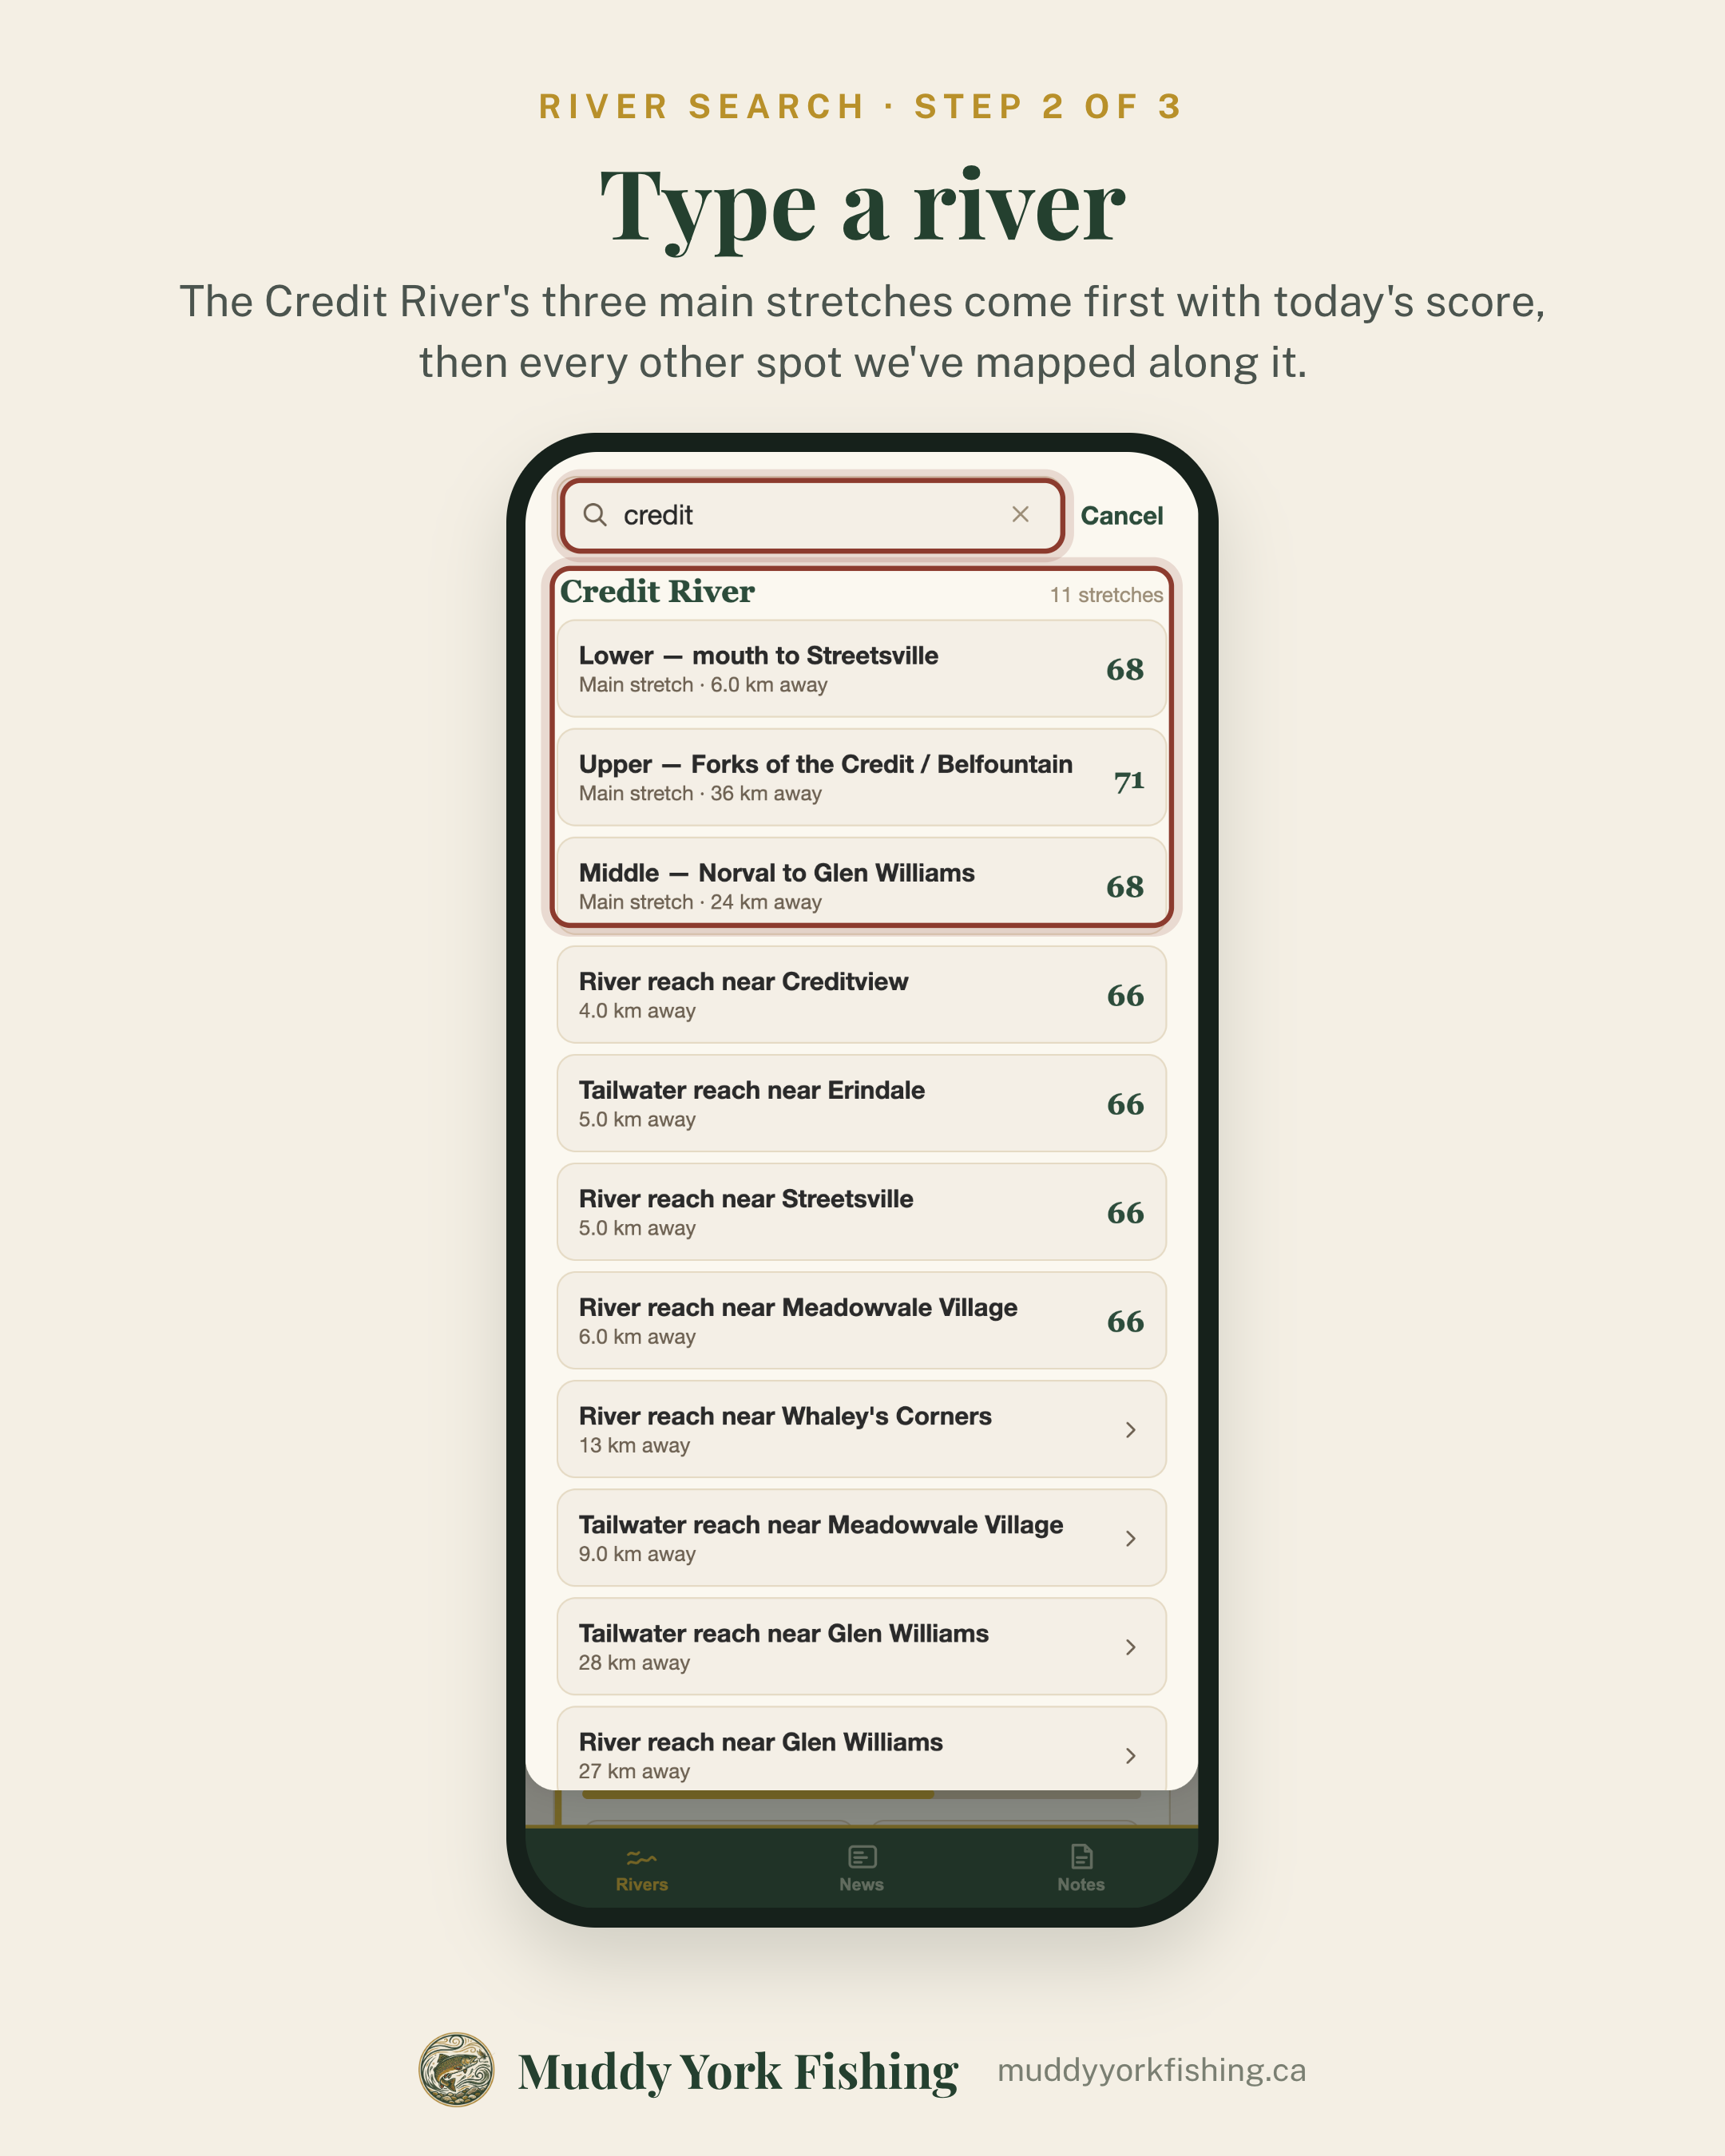 RIVER SEARCH · STEP 2 OF 3
Type a river
The Credit River's three main stretches come first with today's score,
then every other spot we've mapped along it.
credit
Cancel
Credit River
11 stretches
Lower — mouth to Streetsville
Main stretch · 6.0 km away
68
Upper — Forks of the Credit / Belfountain
Main stretch · 36 km away
71
Middle — Norval to Glen Williams
Main stretch · 24 km away
68
River reach near Creditview
4.0 km away
66
Tailwater reach near Erindale
5.0 km away
66
River reach near Streetsville
5.0 km away
66
River reach near Meadowvale Village
6.0 km away
66
River reach near Whaley's Corners
13 km away
Tailwater reach near Meadowvale Village
9.0 km away
Tailwater reach near Glen Williams
28 km away
River reach near Glen Williams
27 km away
Rivers
News
Notes
Muddy York Fishing
muddyyorkfishing.ca